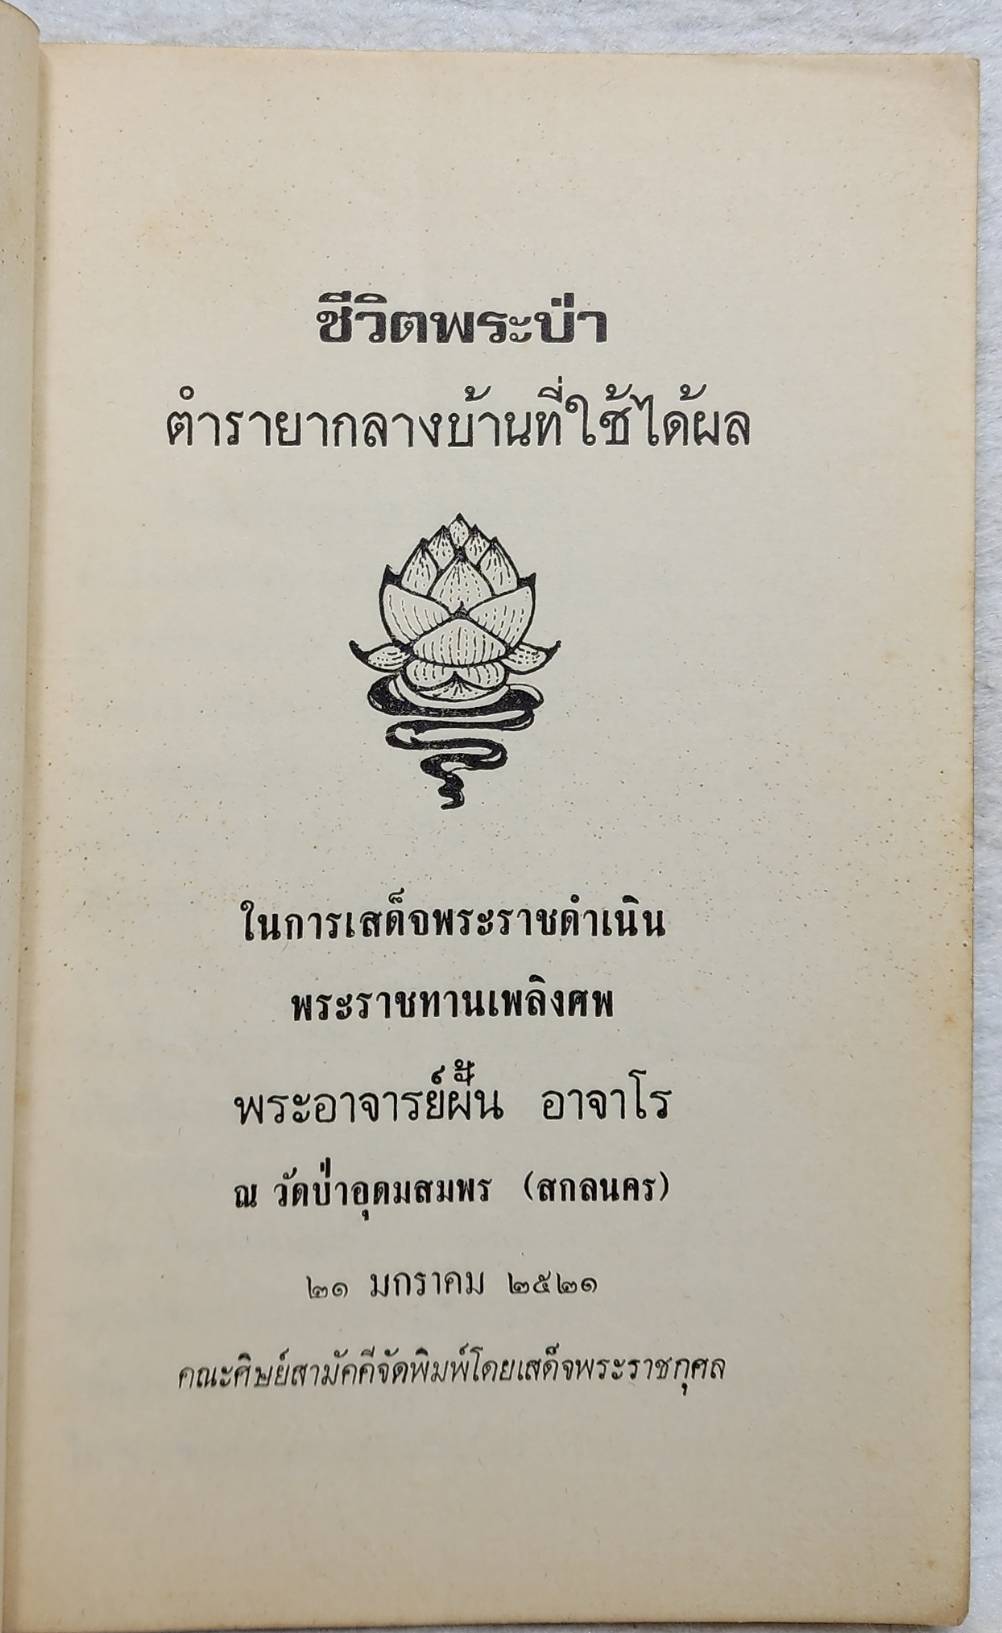 ชีวิตพระป่า
ตำรายากลางบ้านที่ใช้ได้ผล
ในการเสด็จพระราชดำเนิน
พระราชทานเพลิงศพ
พระอาจารย์ฝั้น อาจาโร
ณ วัดป่าอุดมสมพร (สกลนคร)
๒๑ มกราคม ๒๕๒๑
คณะศิษย์สามัคคีจัดพิมพ์โดยเสด็จพระราชกุศล